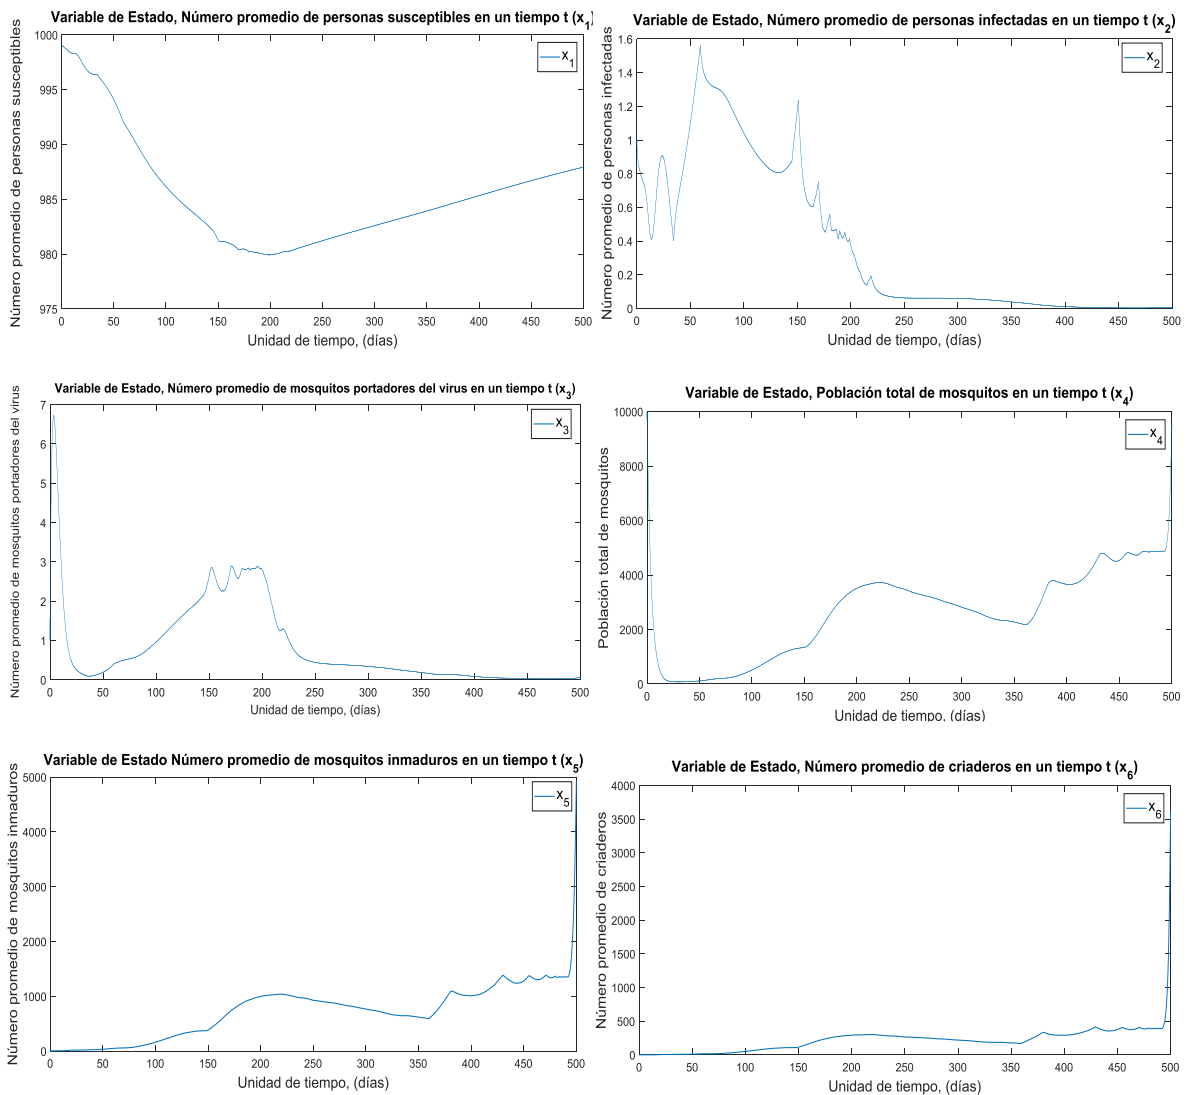 Variable de Estado, Número promedio de personas susceptibles en un tiempo t (x1)
Número promedio de personas susceptibles
1000
995
990
985
980
975
x1
0 50 100 150 200 250 300 350 400 450 500
Unidad de tiempo, (días)
Variable de Estado, Número promedio de personas infectadas en un tiempo t (x2)
Número promedio de personas infectadas
1.6
1.4
1.2
1
0.8
0.6
0.4
0.2
0
x2
0 50 100 150 200 250 300 350 400 450 500
Unidad de tiempo, (días)
Variable de Estado, Número promedio de mosquitos portadores del virus en un tiempo t (x3)
Número promedio de mosquitos portadores del virus
7
6
5
4
3
2
1
0
x3
0 50 100 150 200 250 300 350 400 450 500
Unidad de tiempo, (días)
Variable de Estado, Población total de mosquitos en un tiempo t (x4)
Población total de mosquitos
10000
8000
6000
4000
2000
0
x4
0 50 100 150 200 250 300 350 400 450 500
Unidad de tiempo, (días)
Variable de Estado Número promedio de mosquitos inmaduros en un tiempo t (x5)
Número promedio de mosquitos inmaduros
5000
4000
3000
2000
1000
0
x5
0 50 100 150 200 250 300 350 400 450 500
Unidad de tiempo, (días)
Variable de Estado, Número promedio de criaderos en un tiempo t (x6)
Número promedio de criaderos
4000
3500
3000
2500
2000
1500
1000
500
0
x6
0 50 100 150 200 250 300 350 400 450 500
Unidad de tiempo, (días)